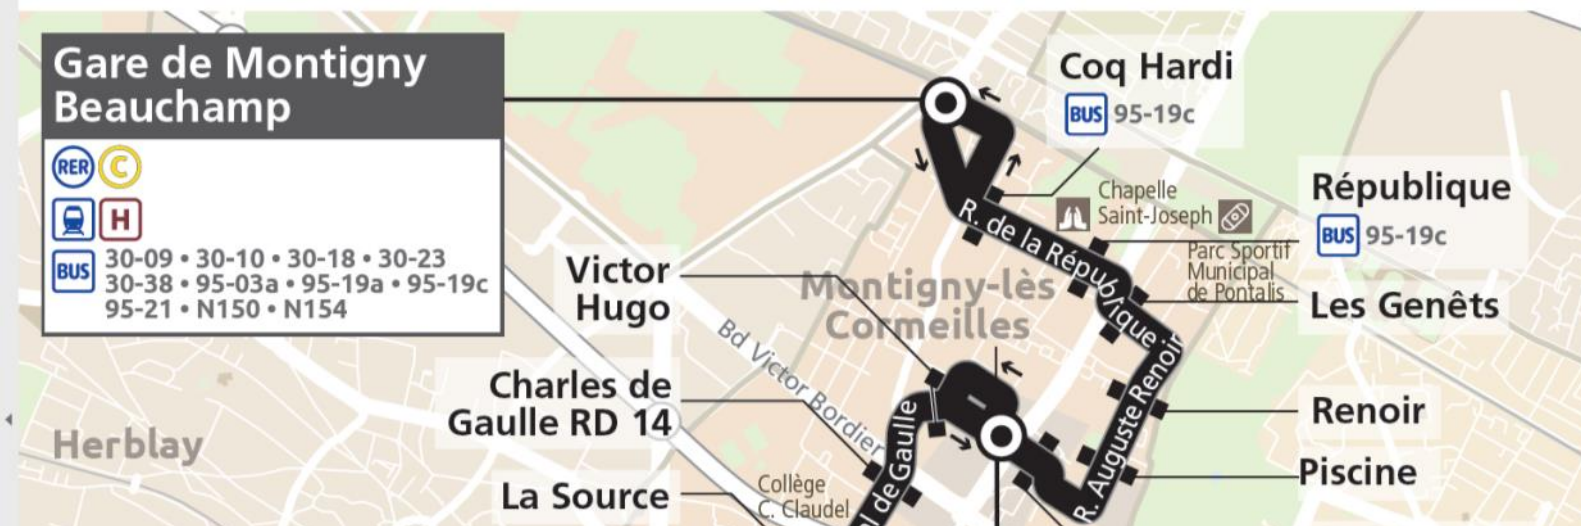 Gare de Montigny
Beauchamp
RER C
H
BUS
30-09 • 30-10 • 30-18 • 30-23
30-38 • 95-03a • 95-19a • 95-19c
95-21 • N150 • N154
Coq Hardi
BUS 95-19c
Chapelle
Saint-Joseph
République
BUS 95-19c
Parc Sportif
Municipal
de Pontalis
R. de la République
Les Genêts
Victor
Hugo
Montigny-lès
Cormeilles
Bd Victor Bordier
Charles de
Gaulle RD 14
R. Auguste Renoir
Renoir
Herblay
Piscine
La Source
Collège
C. Claudel
l de Gaulle